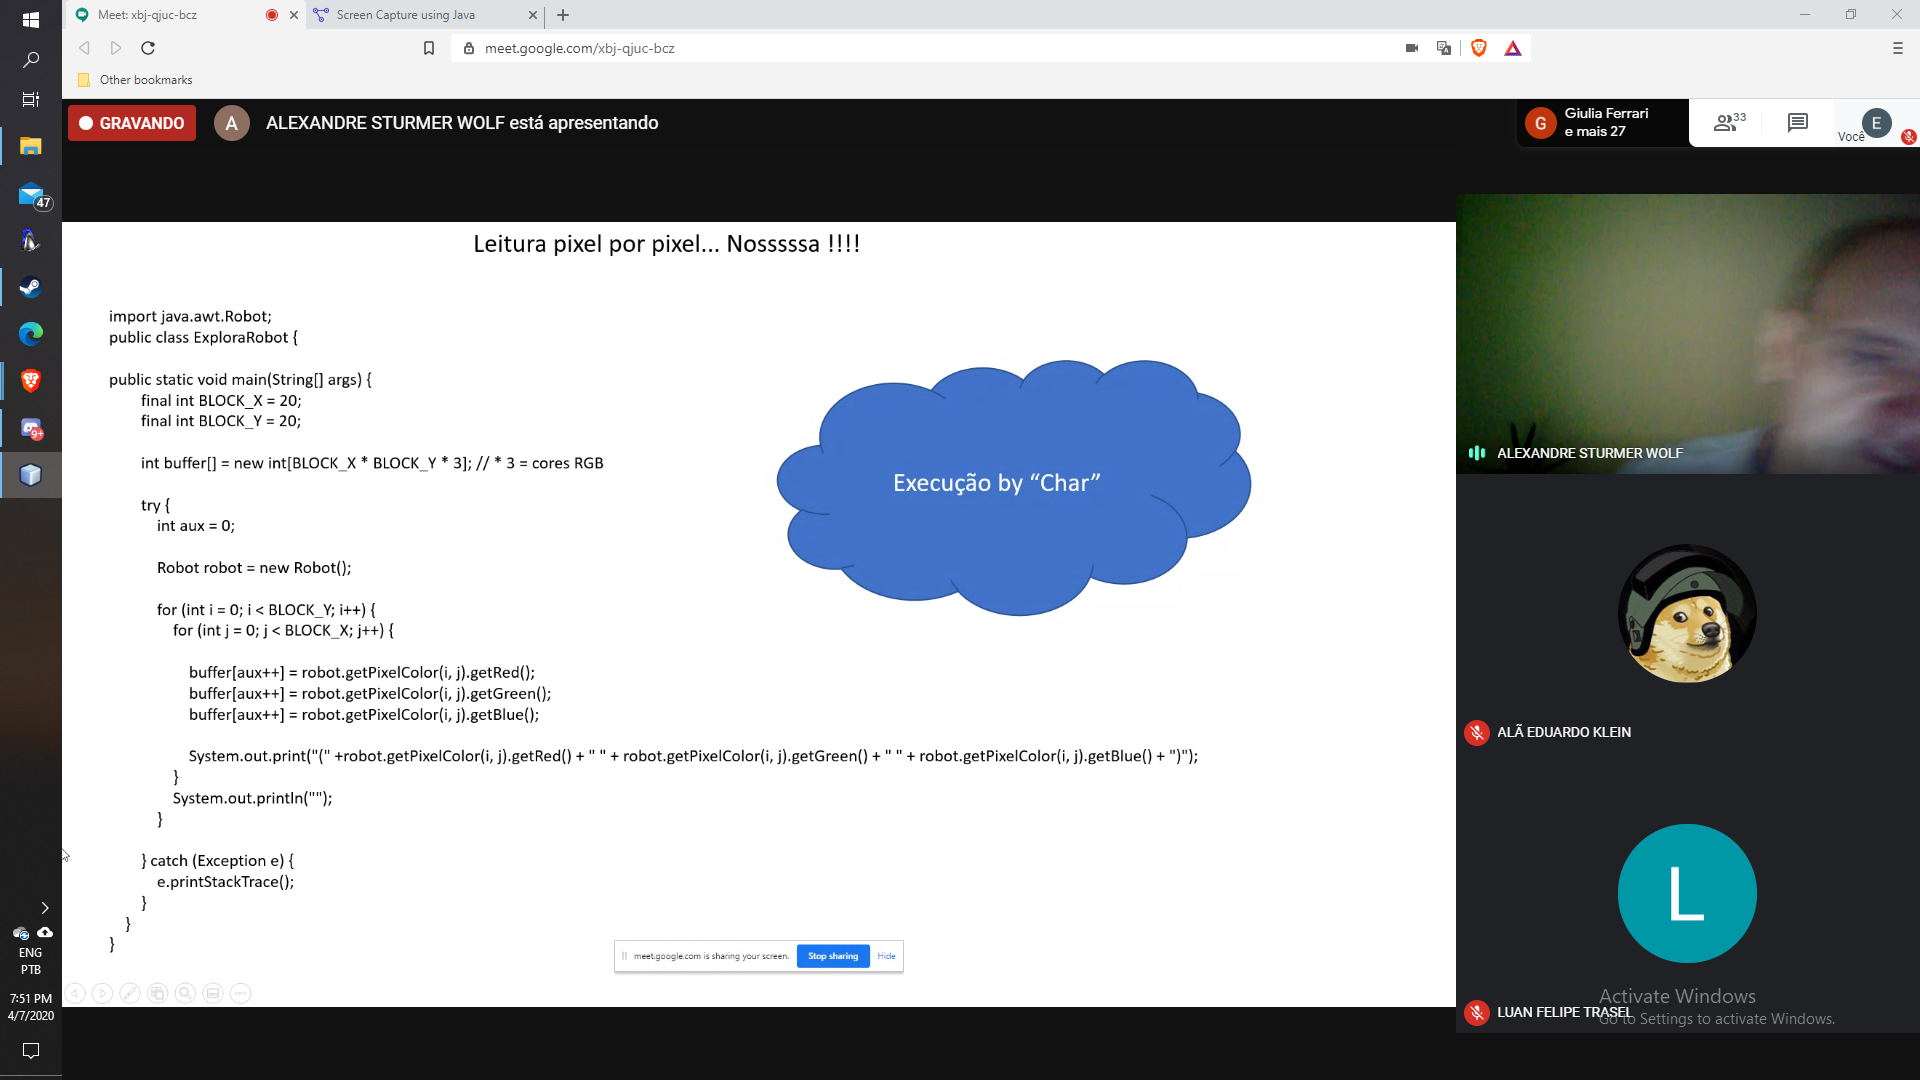 Meet: xbj-qjuc-bcz
Screen Capture using Java
meet.google.com/xbj-qjuc-bcz
Other bookmarks
GRAVANDO
A
ALEXANDRE STURMER WOLF está apresentando
G
Giulia Ferrari
e mais 27
33
Você
E
47
9+
Leitura pixel por pixel... Nosssssa !!!!
import java.awt.Robot;
public class ExploraRobot {
public static void main(String[] args) {
final int BLOCK_X = 20;
final int BLOCK_Y = 20;
int buffer[] = new int[BLOCK_X * BLOCK_Y * 3]; // * 3 = cores RGB
try {
int aux = 0;
Robot robot = new Robot();
for (int i = 0; i < BLOCK_Y; i++) {
for (int j = 0; j < BLOCK_X; j++) {
buffer[aux++] = robot.getPixelColor(i, j).getRed();
buffer[aux++] = robot.getPixelColor(i, j).getGreen();
buffer[aux++] = robot.getPixelColor(i, j).getBlue();
System.out.print("(" +robot.getPixelColor(i, j).getRed() + " " + robot.getPixelColor(i, j).getGreen() + " " + robot.getPixelColor(i, j).getBlue() + ")");
}
System.out.println("");
}
} catch (Exception e) {
e.printStackTrace();
}
}
}
Execução by “Char”
meet.google.com is sharing your screen.
Stop sharing
Hide
ALEXANDRE STURMER WOLF
ALÃ EDUARDO KLEIN
L
LUAN FELIPE TRASEL
Activate Windows
Go to Settings to activate Windows.
ENG
PTB
7:51 PM
4/7/2020